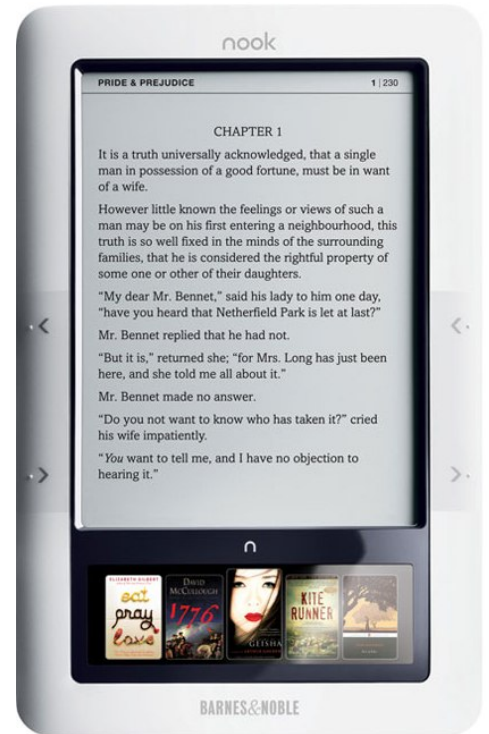 nook
PRIDE & PREJUDICE 1 | 230
CHAPTER 1
It is a truth universally acknowledged, that a single
man in possession of a good fortune, must be in want
of a wife.
However little known the feelings or views of such a
man may be on his first entering a neighbourhood, this
truth is so well fixed in the minds of the surrounding
families, that he is considered the rightful property of
some one or other of their daughters.
“My dear Mr. Bennet,” said his lady to him one day,
“have you heard that Netherfield Park is let at last?”
Mr. Bennet replied that he had not.
“But it is,” returned she; “for Mrs. Long has just been
here, and she told me all about it.”
Mr. Bennet made no answer.
“Do you not want to know who has taken it?” cried
his wife impatiently.
“You want to tell me, and I have no objection to
hearing it.”
n
ELIZABETH GILBERT
eat
pray
love
DAVID
McCULLOUGH
1776
GEISHA
KITE
RUNNER
BARNES&NOBLE